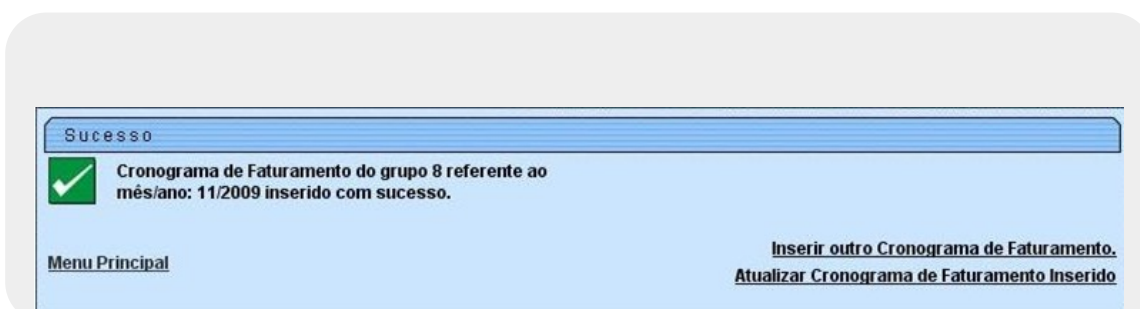 Sucesso
Cronograma de Faturamento do grupo 8 referente ao
mês/ano: 11/2009 inserido com sucesso.
Inserir outro Cronograma de Faturamento.
Menu Principal
Atualizar Cronograma de Faturamento Inserido